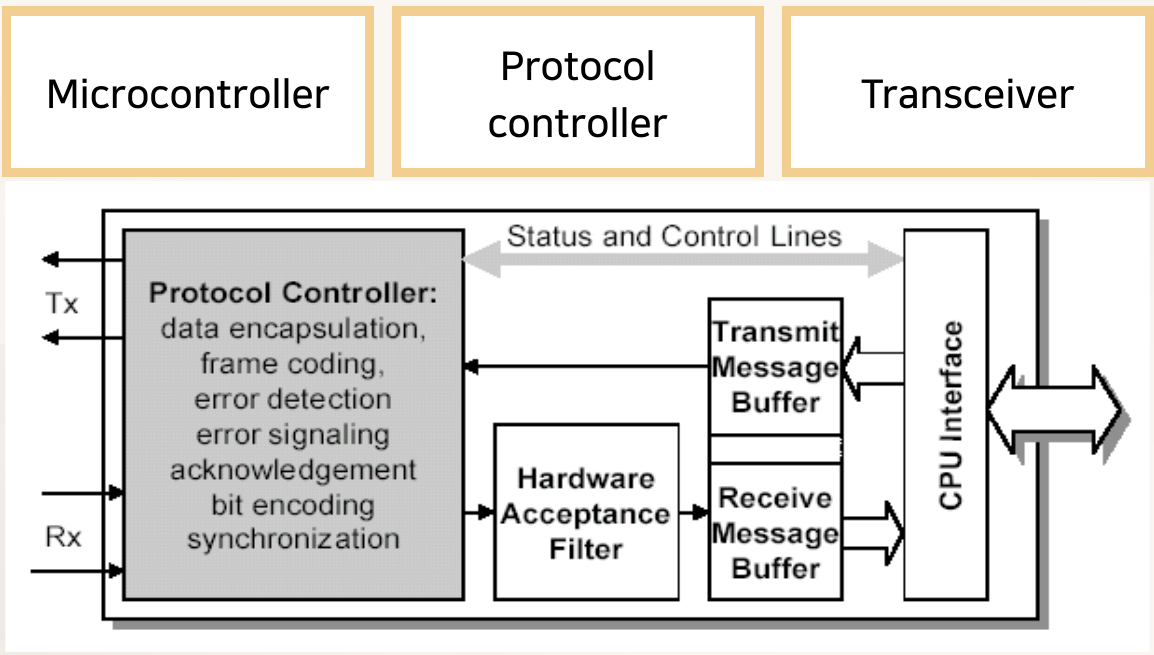 Microcontroller
Protocol
controller
Transceiver
Status and Control Lines
Tx
Protocol Controller:
data encapsulation,
frame coding,
error detection
error signaling
acknowledgement
bit encoding
synchronization
Rx
Transmit
Message
Buffer
Hardware
Acceptance
Filter
Receive
Message
Buffer
CPU Interface